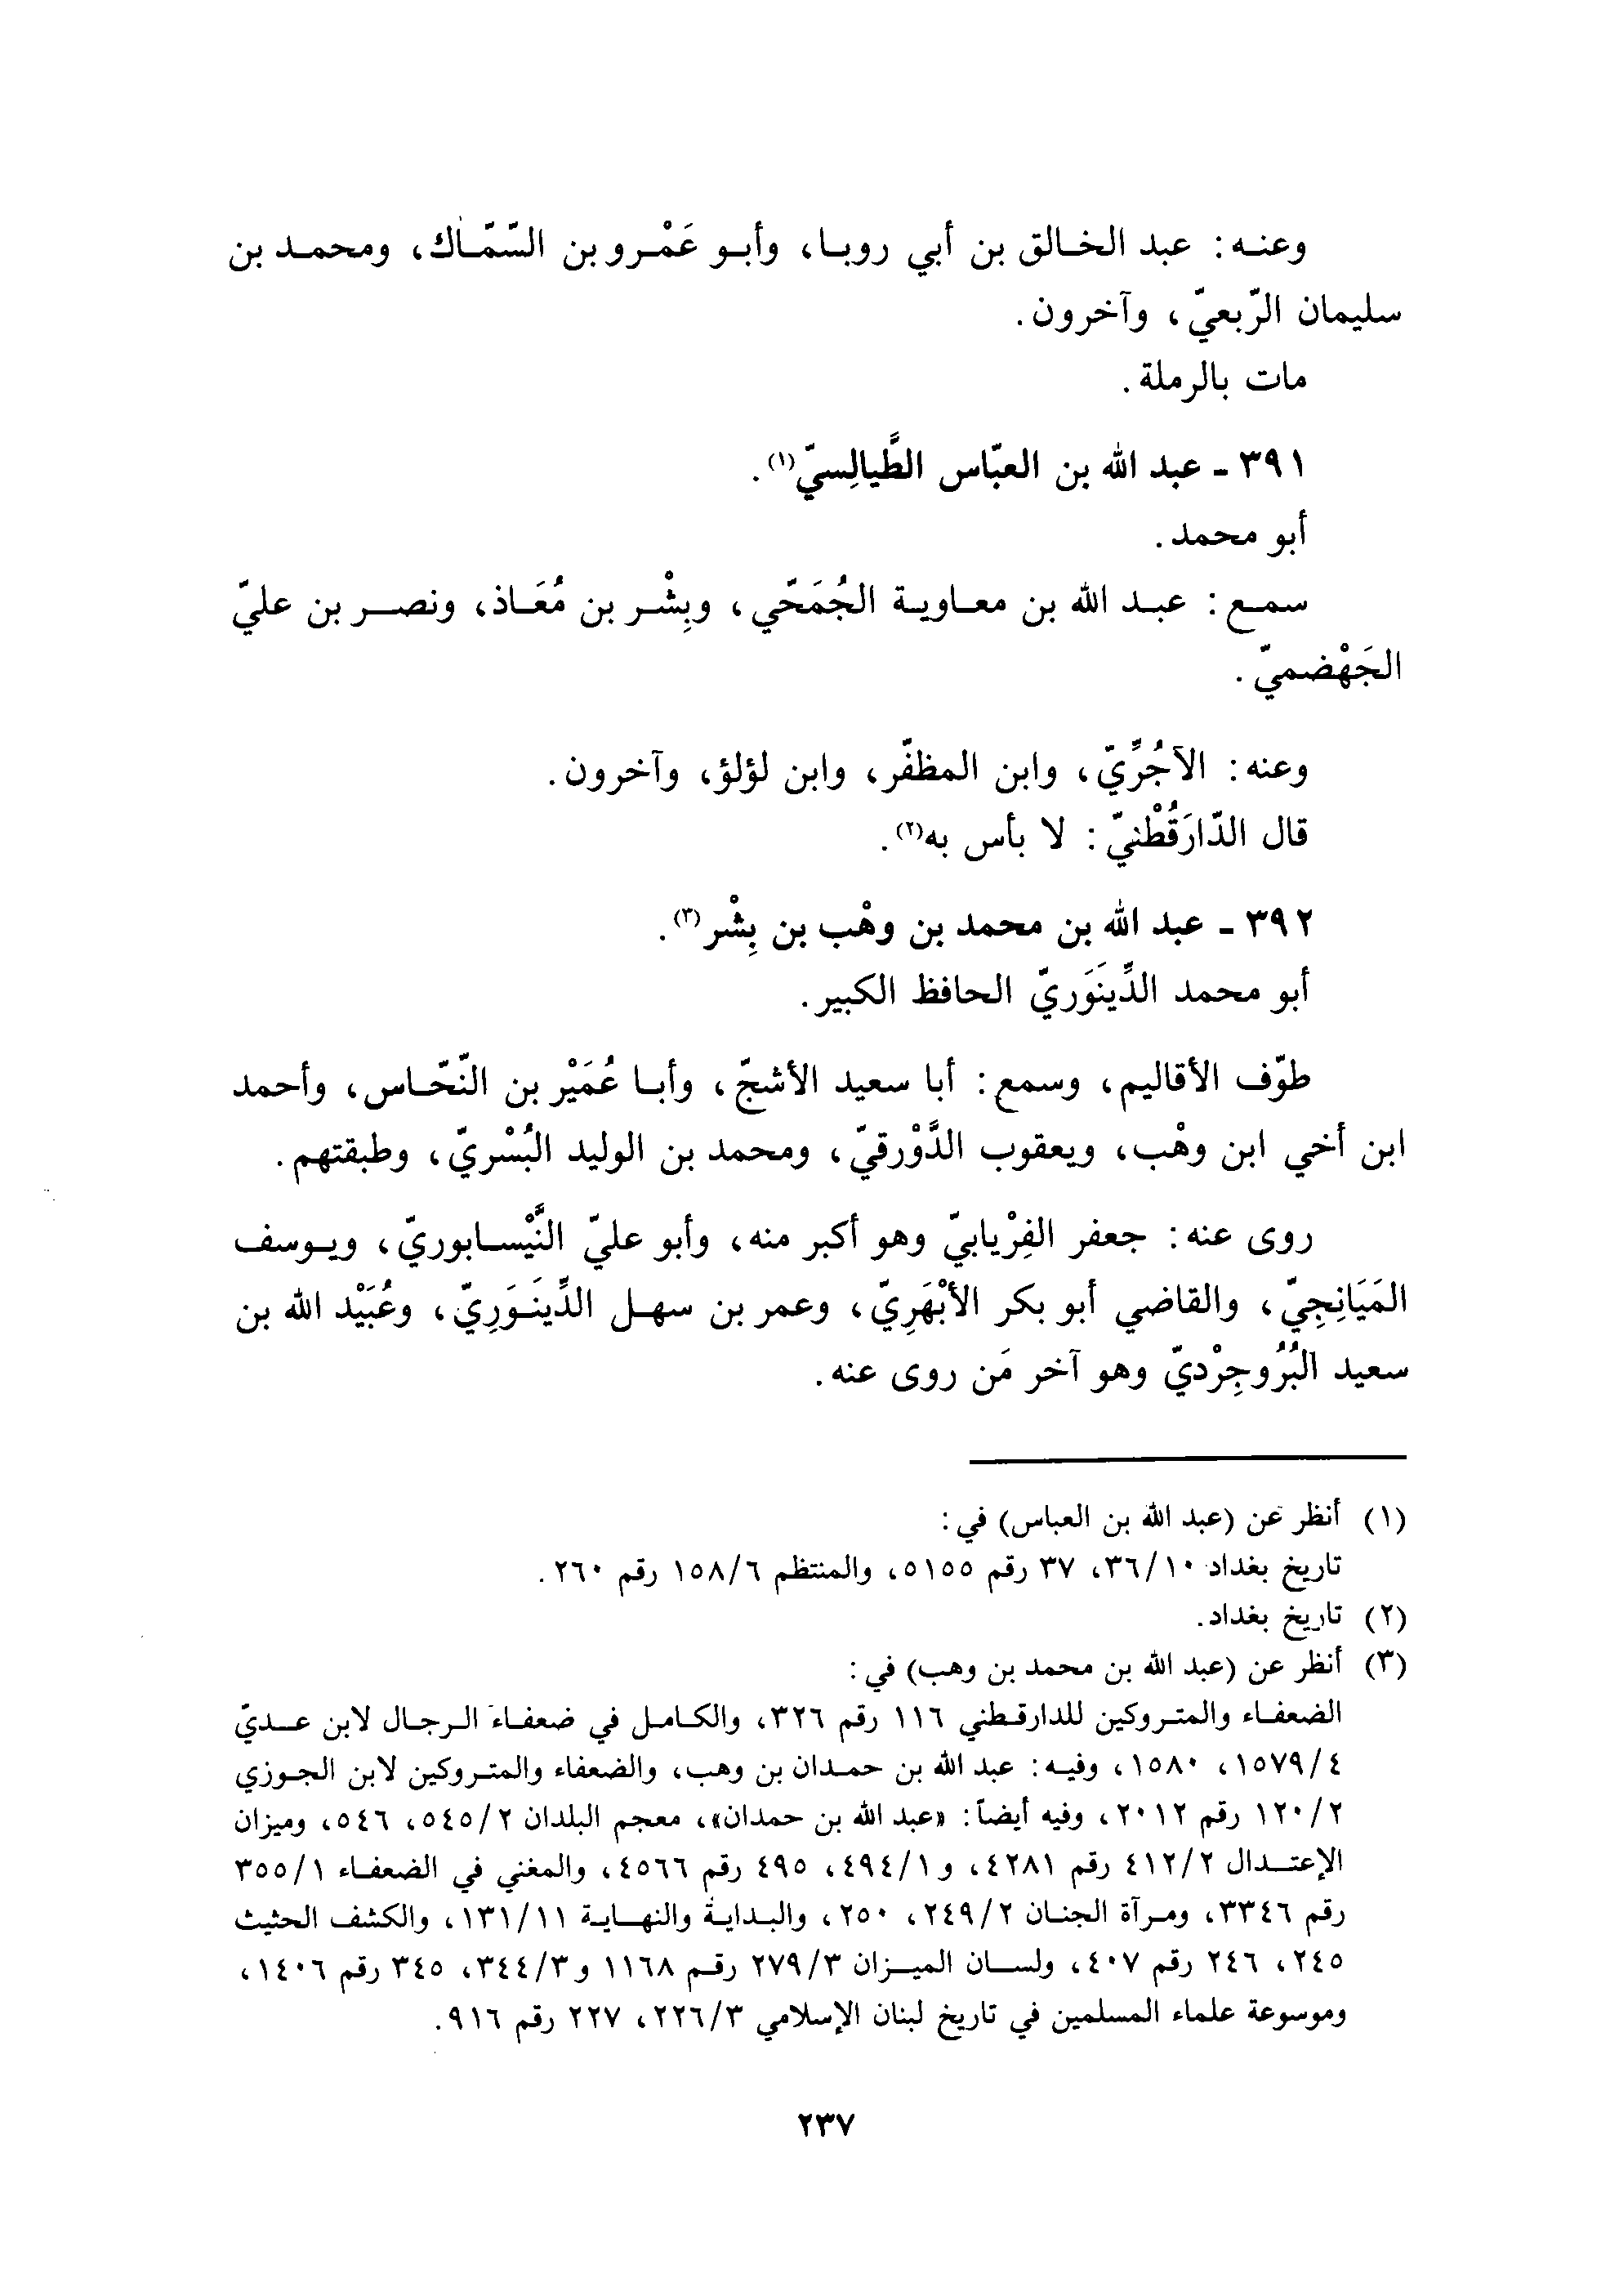 وعنه: عبد الخالق بن أبي روبا، وأبو عَمْرو بن السّمّاك، ومحمد بن
سليمان الرّبعيّ، وآخرون.
مات بالرملة.
٣٩١ - عبد الله بن العبّاس الطَّيالِسيّ(١).
أبو محمد.
سمع: عبد الله بن معاوية الجُمَحّي، وبِشْر بن مُعَاذ، ونصر بن عليّ
الجَهْضميّ.
وعنه: الآجُرِّيّ، وابن المظفّر، وابن لؤلؤ، وآخرون.
قال الدّارَقُطْنيّ: لا بأس به(٢).
٣٩٢ - عبد الله بن محمد بن وهْب بن بِشْر(٣).
أبو محمد الدِّينَوَريّ الحافظ الكبير.
طوّف الأقاليم، وسمع: أبا سعيد الأشجّ، وأبا عُمَيْر بن النّحّاس، وأحمد
ابن أخي ابن وهْب، ويعقوب الدَّوْرقيّ، ومحمد بن الوليد البُسْريّ، وطبقتهم.
روى عنه: جعفر الفِرْيابيّ وهو أكبر منه، وأبو عليّ النَّيْسابوريّ، ويوسف
المَيَانِجِيّ، والقاضي أبو بكر الأبْهَرِيّ، وعمر بن سهل الدِّينَوَرِيّ، وعُبَيْد الله بن
سعيد البُرُوجِرْديّ وهو آخر مَن روى عنه.
(١) أنظر عن (عبد الله بن العباس) في:
تاريخ بغداد ٣٦/١٠، ٣٧ رقم ٥١٥٥، والمنتظم ١٥٨/٦ رقم ٢٦٠.
(٢) تاريخ بغداد.
(٣) أنظر عن (عبد الله بن محمد بن وهب) في:
الضعفاء والمتروكين للدارقطني ١١٦ رقم ٣٢٦، والكامل في ضعفاء الرجال لابن عديّ
١٥٧٩/٤، ١٥٨٠، وفيه: عبد الله بن حمدان بن وهب، والضعفاء والمتروكين لابن الجوزي
١٢٠/٢ رقم ٢٠١٢، وفيه أيضاً: «عبد الله بن حمدان»، معجم البلدان ٥٤٥/٢، ٥٤٦، وميزان
الإعتدال ٤١٢/٢ رقم ٤٢٨١، و٤٩٤/١، ٤٩٥ رقم ٤٥٦٦، والمغني في الضعفاء ٣٥٥/١
رقم ٣٣٤٦، ومرآة الجنان ٢٤٩/٢، ٢٥٠، والبداية والنهاية ١٣١/١١، والكشف الحثيث
٢٤٥، ٢٤٦ رقم ٤٠٧، ولسان الميزان ٢٧٩/٣ رقم ١١٦٨ و٣٤٤/٣، ٣٤٥ رقم ١٤٠٦،
وموسوعة علماء المسلمين في تاريخ لبنان الإسلامي ٢٢٦/٣، ٢٢٧ رقم ٩١٦.
٢٣٧